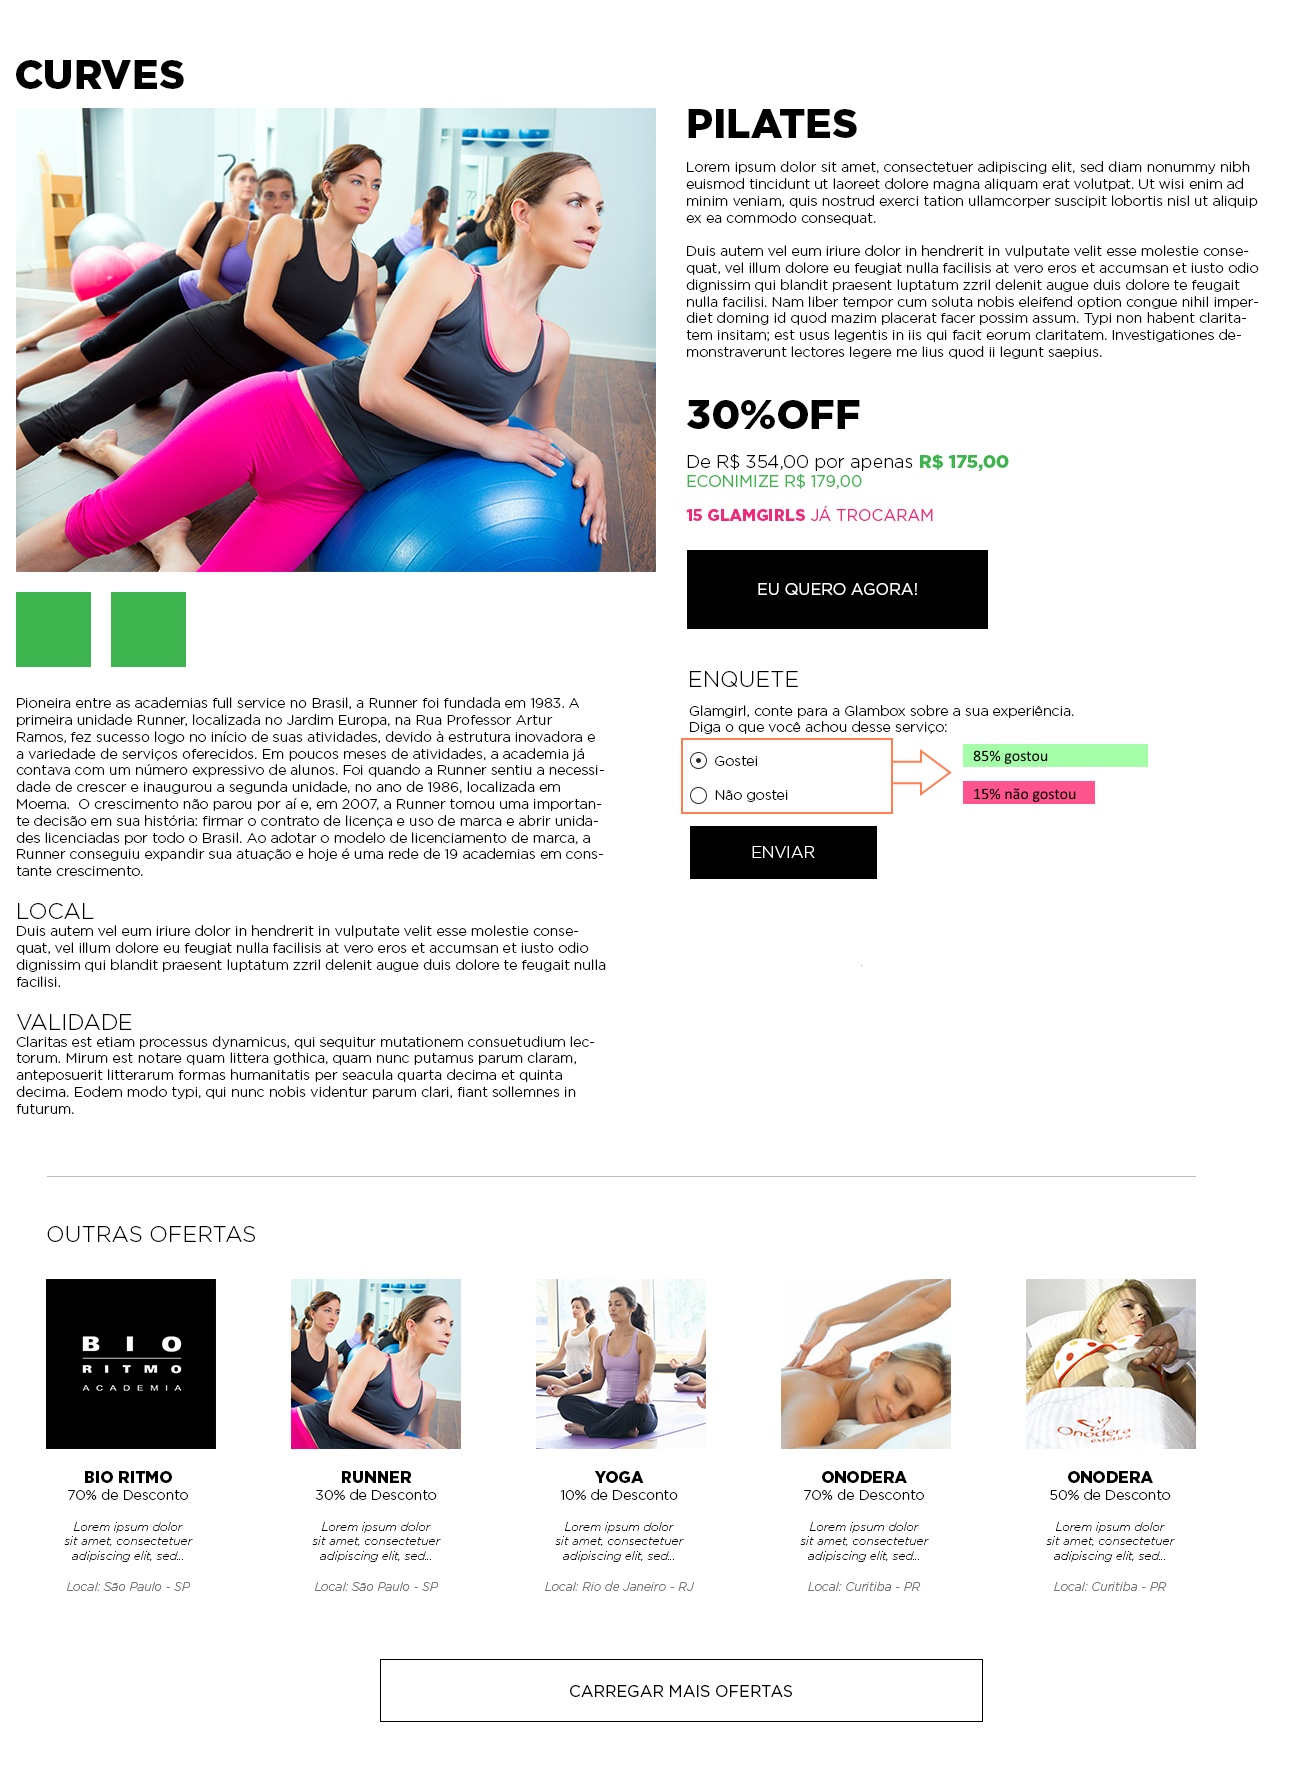 CURVES
PILATES
Lorem ipsum dolor sit amet, consectetuer adipiscing elit, sed diam nonummy nibh
euismod tincidunt ut laoreet dolore magna aliquam erat volutpat. Ut wisi enim ad
minim veniam, quis nostrud exerci tation ullamcorper suscipit lobortis nisl ut aliquip
ex ea commodo consequat.
Duis autem vel eum iriure dolor in hendrerit in vulputate velit esse molestie conse-
quat, vel illum dolore eu feugiat nulla facilisis at vero eros et accumsan et iusto odio
dignissim qui blandit praesent luptatum zzril delenit augue duis dolore te feugait
nulla facilisi. Nam liber tempor cum soluta nobis eleifend option congue nihil imper-
diet doming id quod mazim placerat facer possim assum. Typi non habent clarita-
tem insitam; est usus legentis in iis qui facit eorum claritatem. Investigationes de-
monstraverunt lectores legere me lius quod ii legunt saepius.
30%OFF
De R$ 354,00 por apenas R$ 175,00
ECONIMIZE R$ 179,00
15 GLAMGIRLS JÁ TROCARAM
EU QUERO AGORA!
ENQUETE
Glamgirl, conte para a Glambox sobre a sua experiência.
Diga o que você achou desse serviço:
Gostei
Não gostei
85% gostou
15% não gostou
ENVIAR
Pioneira entre as academias full service no Brasil, a Runner foi fundada em 1983. A
primeira unidade Runner, localizada no Jardim Europa, na Rua Professor Artur
Ramos, fez sucesso logo no início de suas atividades, devido à estrutura inovadora e
a variedade de serviços oferecidos. Em poucos meses de atividades, a academia já
contava com um número expressivo de alunos. Foi quando a Runner sentiu a necessi-
dade de crescer e inaugurou a segunda unidade, no ano de 1986, localizada em
Moema.  O crescimento não parou por aí e, em 2007, a Runner tomou uma importan-
te decisão em sua história: firmar o contrato de licença e uso de marca e abrir unida-
des licenciadas por todo o Brasil. Ao adotar o modelo de licenciamento de marca, a
Runner conseguiu expandir sua atuação e hoje é uma rede de 19 academias em cons-
tante crescimento.
LOCAL
Duis autem vel eum iriure dolor in hendrerit in vulputate velit esse molestie conse-
quat, vel illum dolore eu feugiat nulla facilisis at vero eros et accumsan et iusto odio
dignissim qui blandit praesent luptatum zzril delenit augue duis dolore te feugait nulla
facilisi.
VALIDADE
Claritas est etiam processus dynamicus, qui sequitur mutationem consuetudium lec-
torum. Mirum est notare quam littera gothica, quam nunc putamus parum claram,
anteposuerit litterarum formas humanitatis per seacula quarta decima et quinta
decima. Eodem modo typi, qui nunc nobis videntur parum clari, fiant sollemnes in
futurum.
OUTRAS OFERTAS
BIO
RITMO
ACADEMIA
Onodera
estética
BIO RITMO
70% de Desconto
Lorem ipsum dolor
sit amet, consectetuer
adipiscing elit, sed...
Local: São Paulo - SP
RUNNER
30% de Desconto
Lorem ipsum dolor
sit amet, consectetuer
adipiscing elit, sed...
Local: São Paulo - SP
YOGA
10% de Desconto
Lorem ipsum dolor
sit amet, consectetuer
adipiscing elit, sed...
Local: Rio de Janeiro - RJ
ONODERA
70% de Desconto
Lorem ipsum dolor
sit amet, consectetuer
adipiscing elit, sed...
Local: Curitiba - PR
ONODERA
50% de Desconto
Lorem ipsum dolor
sit amet, consectetuer
adipiscing elit, sed...
Local: Curitiba - PR
CARREGAR MAIS OFERTAS